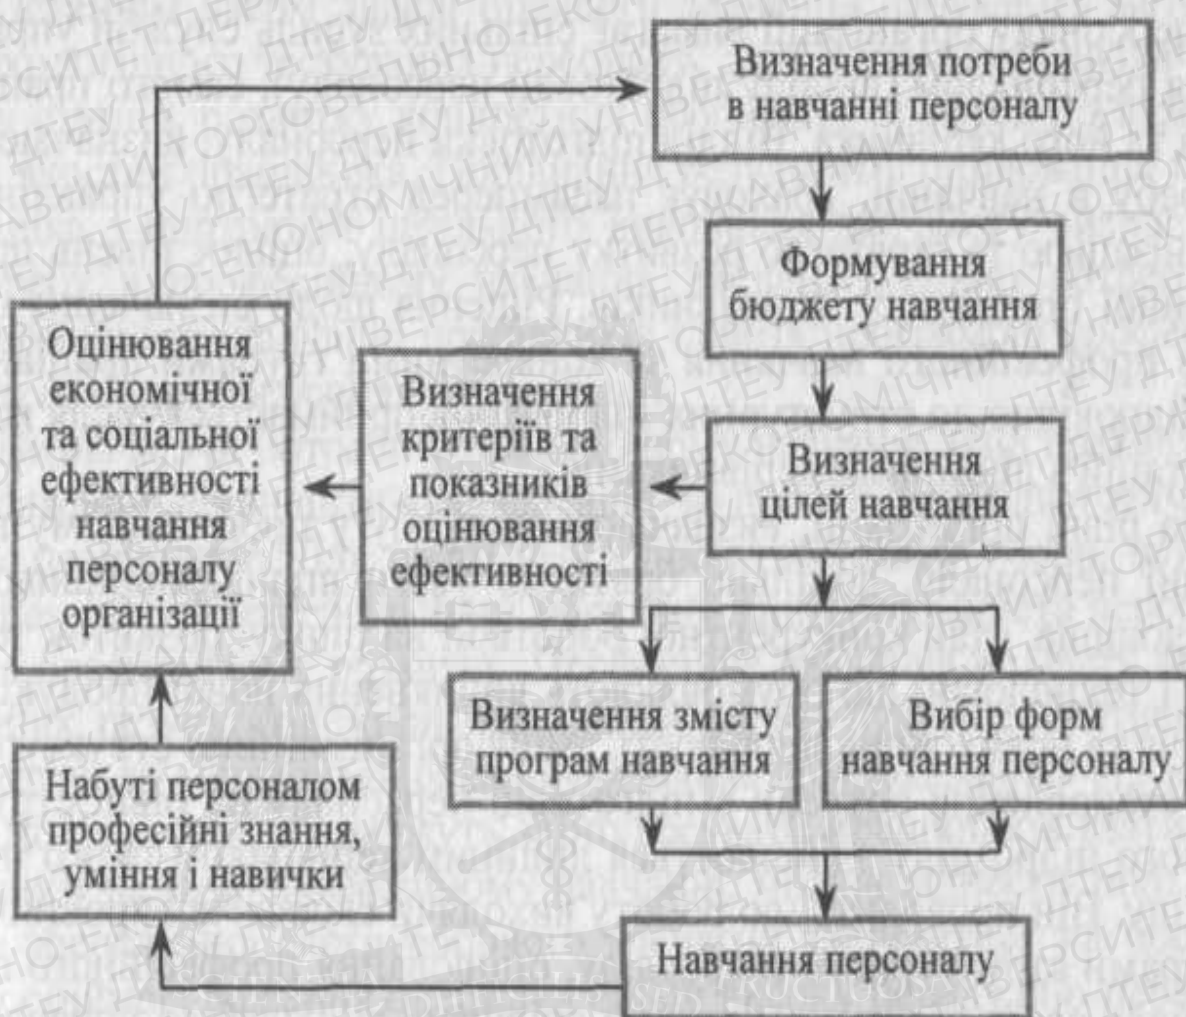 Визначення потреби
в навчанні персоналу
Формування
бюджету навчання
Оцінювання
економічної
та соціальної
ефективності
навчання
персоналу
організації
Визначення
критеріїв та
показників
оцінювання
ефективності
Визначення
цілей навчання
Визначення змісту
програм навчання
Вибір форм
навчання персоналу
Набуті персоналом
професійні знання,
уміння і навички
Навчання персоналу